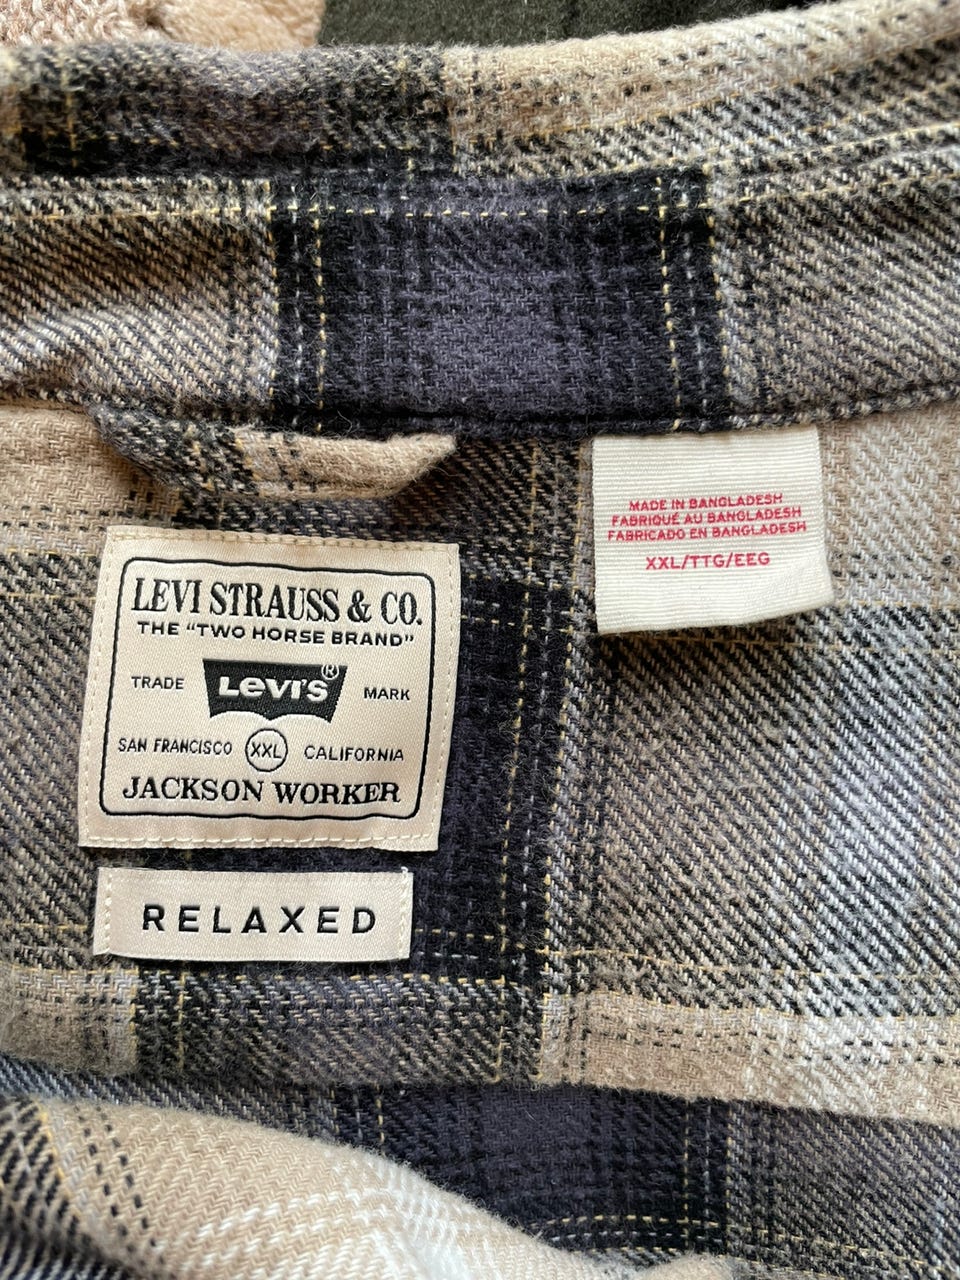 LEVI STRAUSS & CO.
THE "TWO HORSE BRAND"
TRADE Levi's® MARK
SAN FRANCISCO XXL CALIFORNIA
JACKSON WORKER
RELAXED
MADE IN BANGLADESH
FABRIQUÉ AU BANGLADESH
FABRICADO EN BANGLADESH
XXL/TTG/EEG